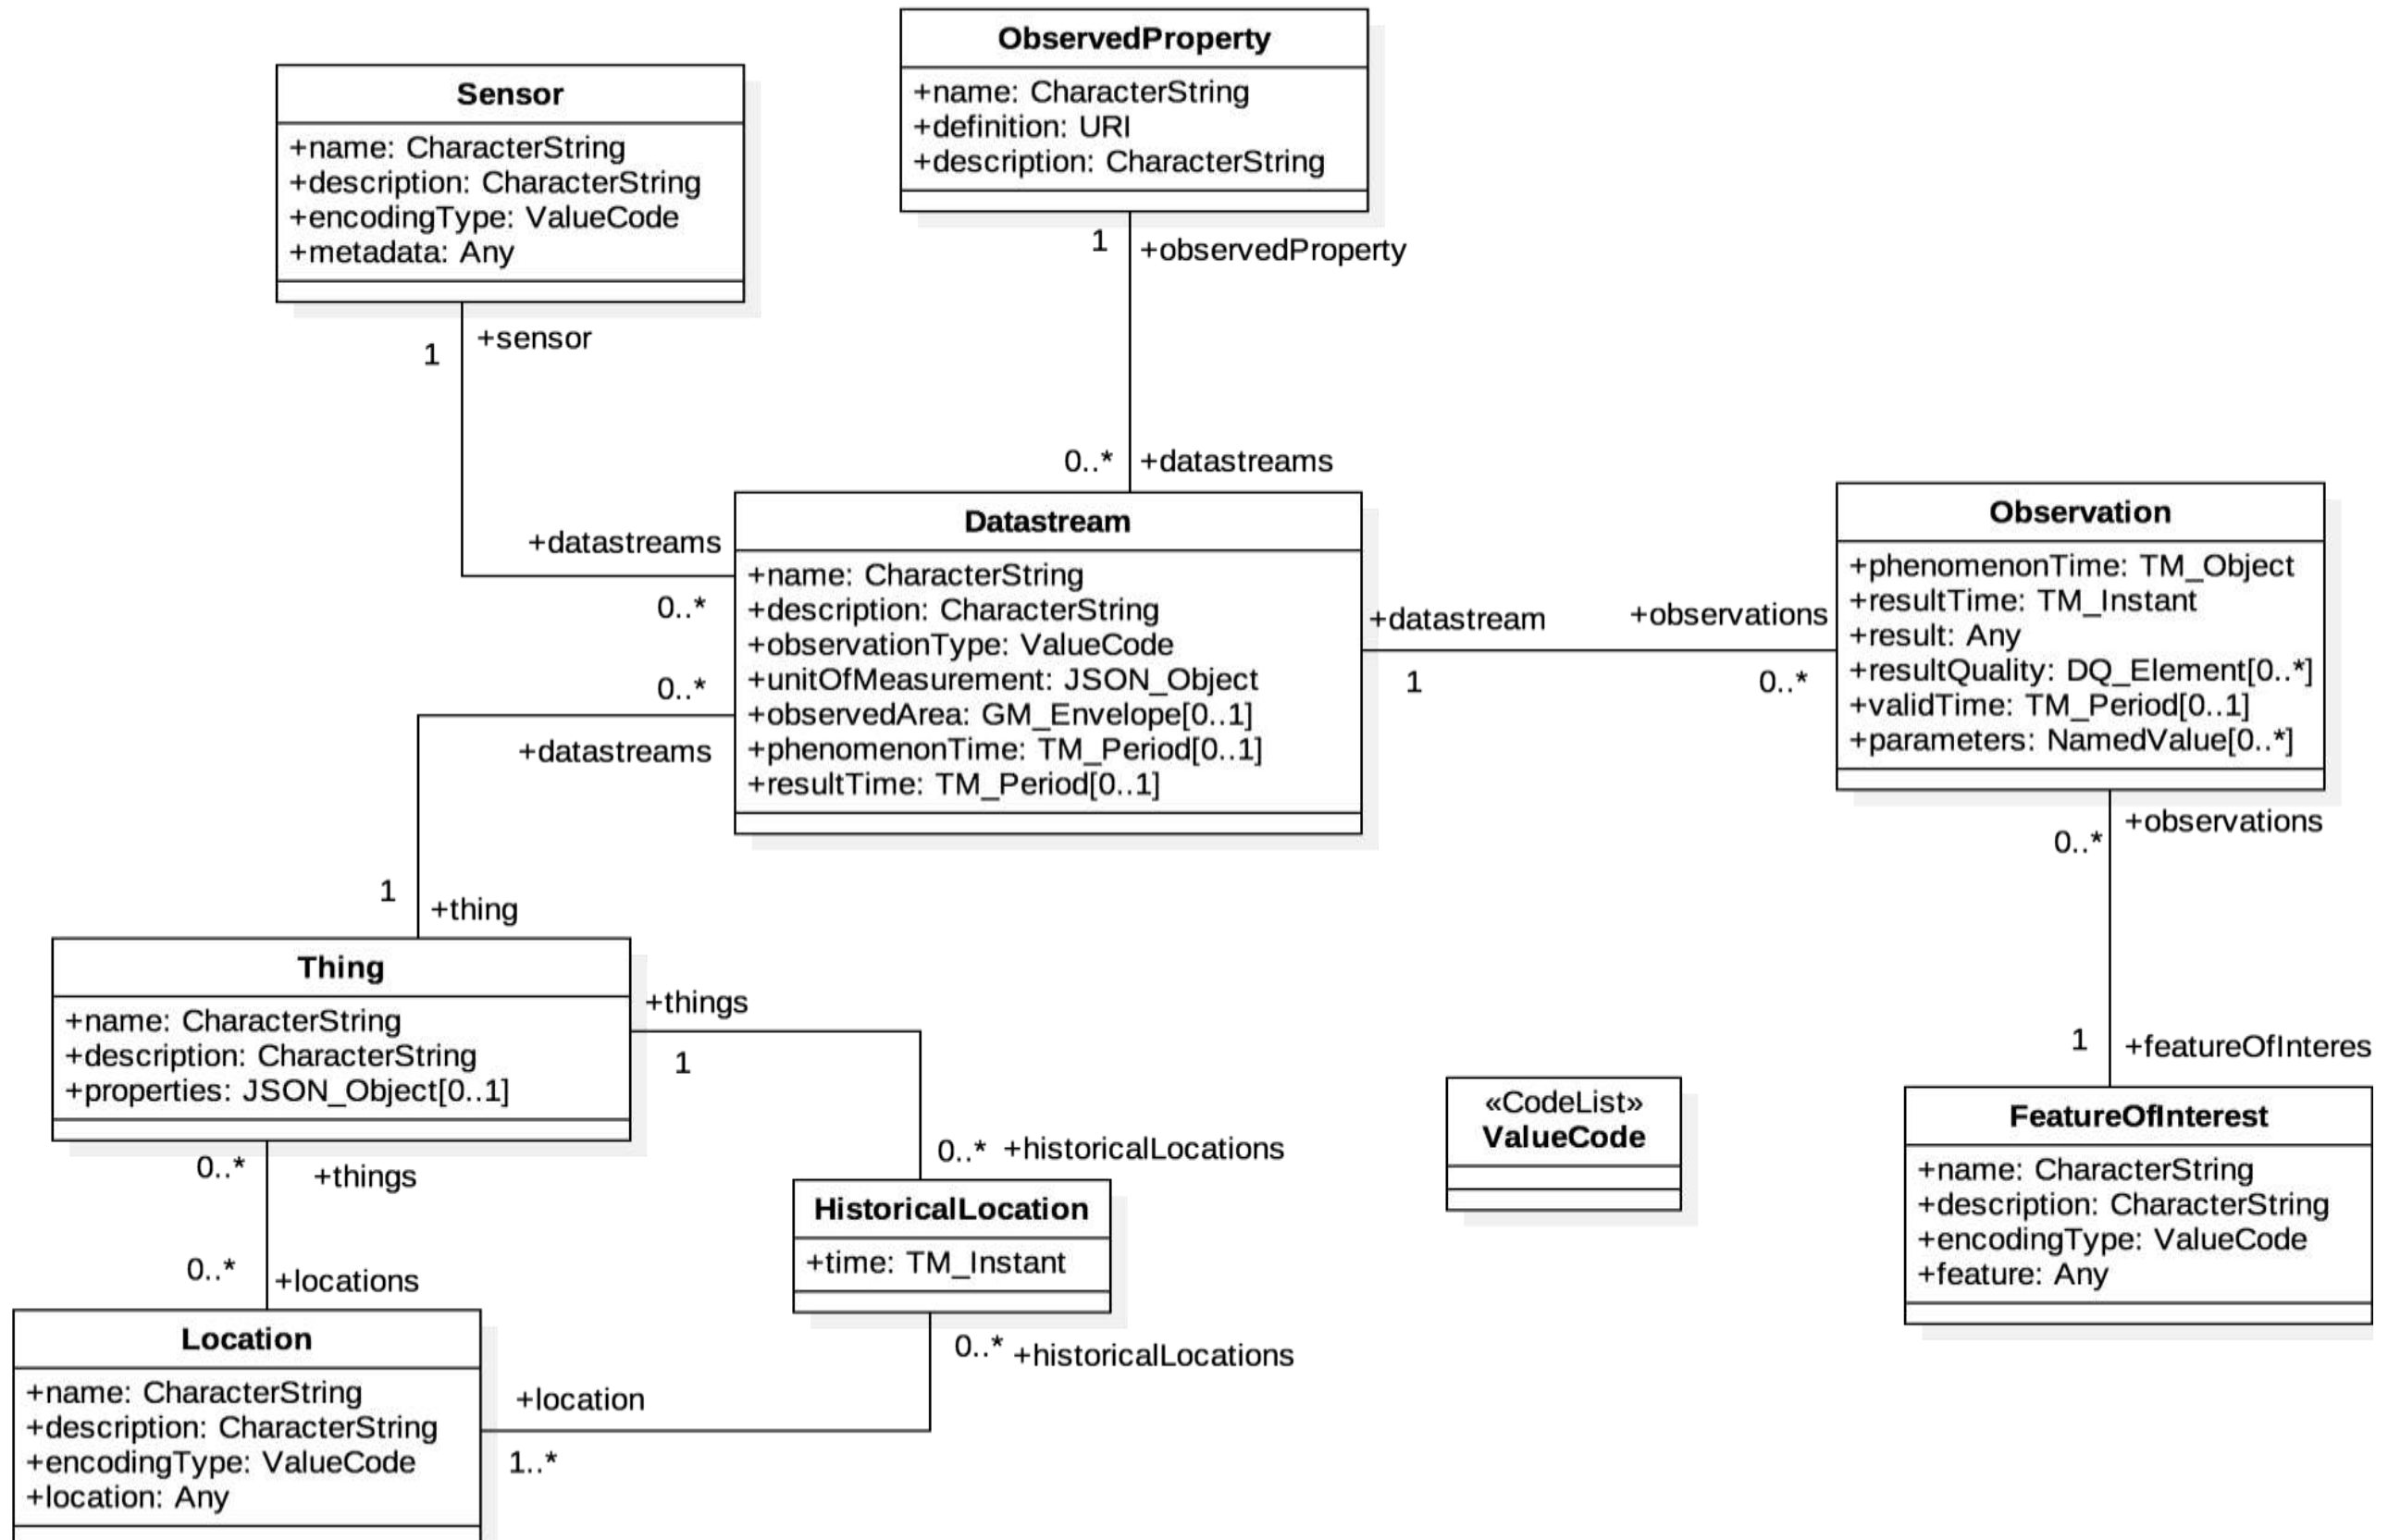 ObservedProperty
+name: CharacterString
+definition: URI
+description: CharacterString
Sensor
+name: CharacterString
+description: CharacterString
+encodingType: ValueCode
+metadata: Any
1
+observedProperty
1
+sensor
0..*
+datastreams
+datastreams
0..*
Datastream
+name: CharacterString
+description: CharacterString
+observationType: ValueCode
+unitOfMeasurement: JSON_Object
+observedArea: GM_Envelope[0..1]
+phenomenonTime: TM_Period[0..1]
+resultTime: TM_Period[0..1]
+datastream
1
+observations
0..*
Observation
+phenomenonTime: TM_Object
+resultTime: TM_Instant
+result: Any
+resultQuality: DQ_Element[0..*]
+validTime: TM_Period[0..1]
+parameters: NamedValue[0..*]
0..*
+datastreams
1
+thing
+observations
0..*
Thing
+name: CharacterString
+description: CharacterString
+properties: JSON_Object[0..1]
+things
1
1
+featureOfInteres
0..*
+historicalLocations
«CodeList»
ValueCode
FeatureOfInterest
+name: CharacterString
+description: CharacterString
+encodingType: ValueCode
+feature: Any
0..*
+things
0..*
+locations
HistoricalLocation
+time: TM_Instant
0..*
+historicalLocations
Location
+name: CharacterString
+description: CharacterString
+encodingType: ValueCode
+location: Any
+location
1..*